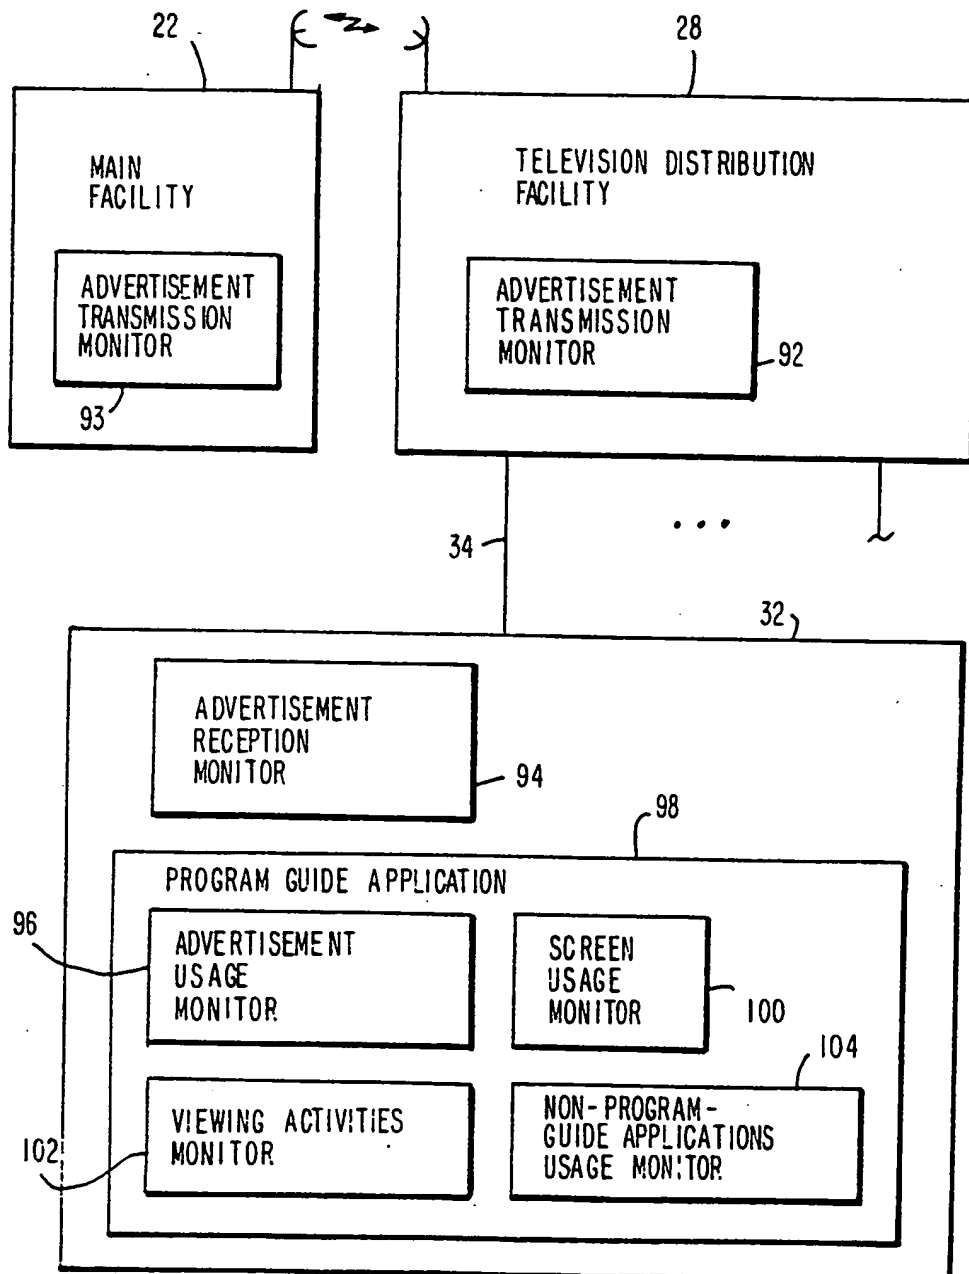 22
28
MAIN
FACILITY
TELEVISION DISTRIBUTION
FACILITY
ADVERTISEMENT
TRANSMISSION
MONITOR
93
ADVERTISEMENT
TRANSMISSION
MONITOR
92
34
...
32
ADVERTISEMENT
RECEPTION
MONITOR
94
98
PROGRAM GUIDE APPLICATION
96
ADVERTISEMENT
USAGE
MONITOR
SCREEN
USAGE
MONITOR
100
104
VIEWING ACTIVITIES
MONITOR
102
NON-PROGRAM-
GUIDE APPLICATIONS
USAGE MONITOR